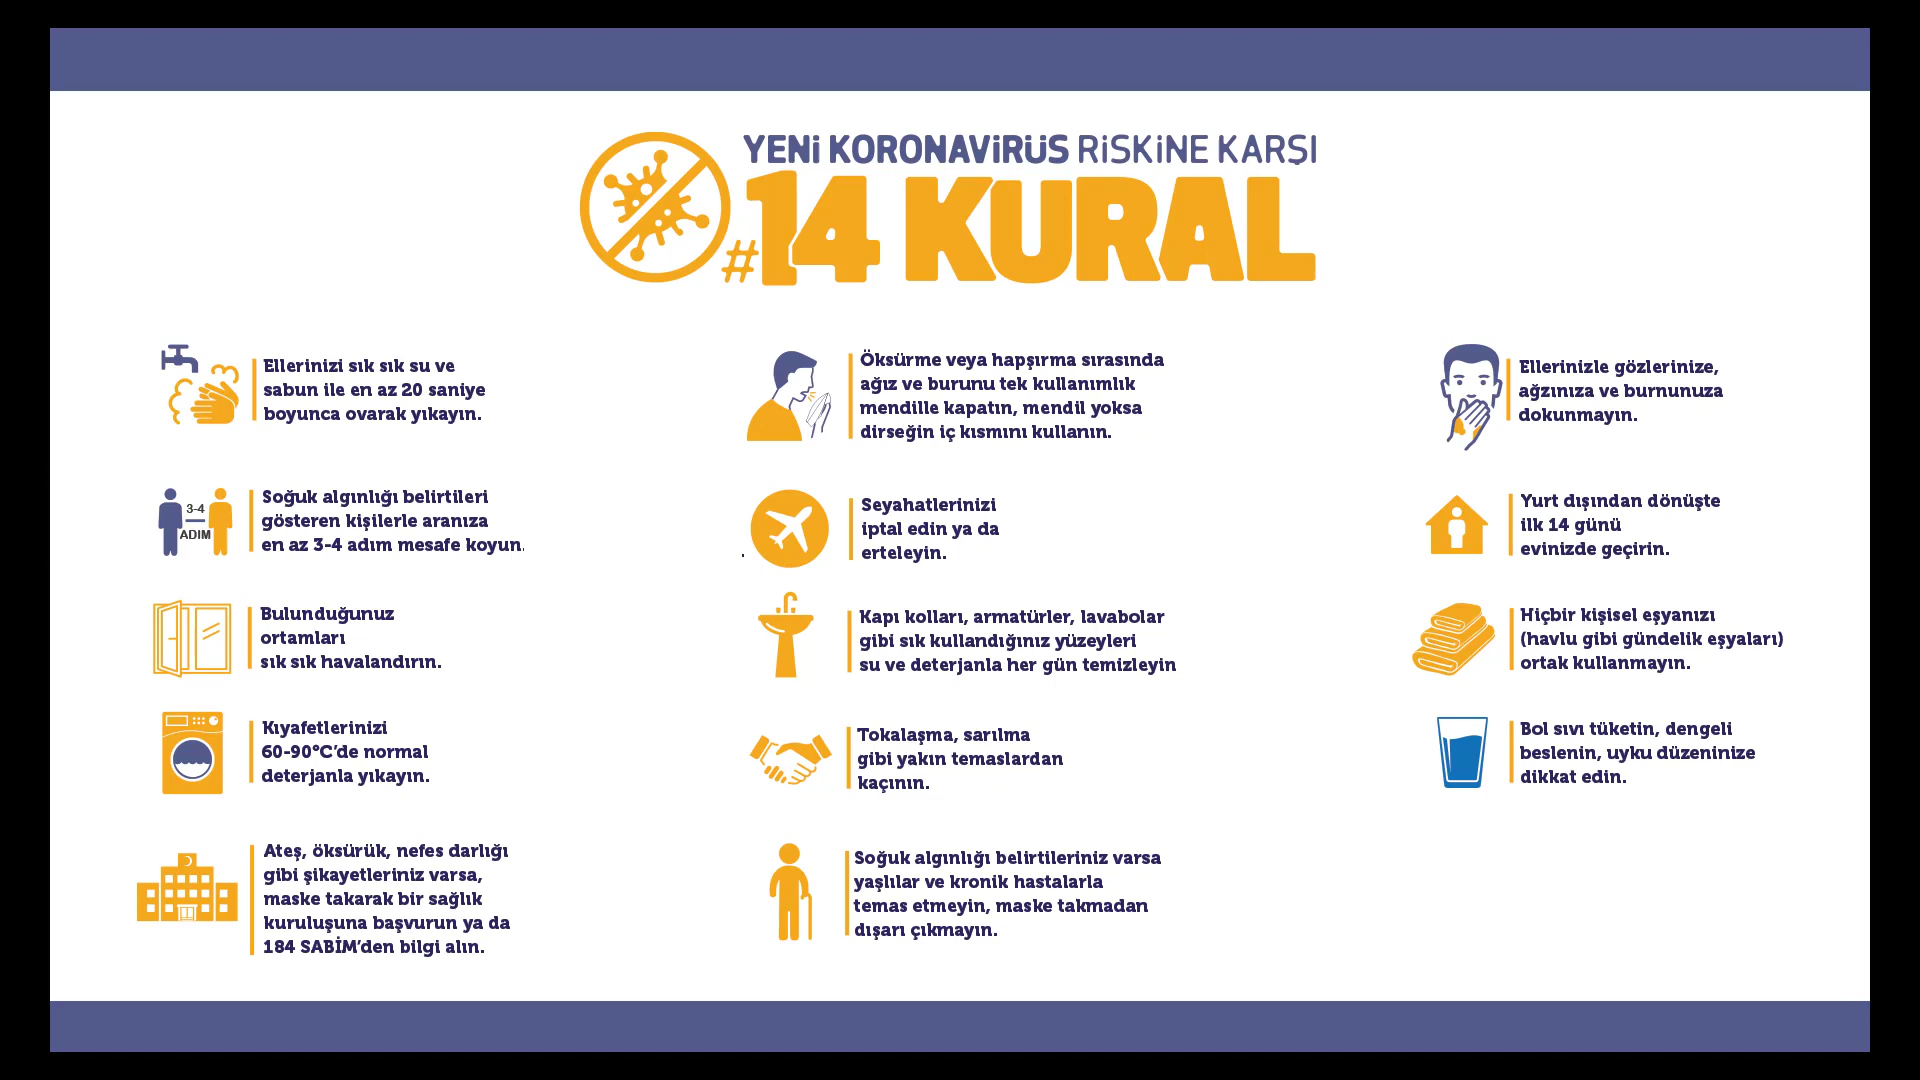 YENİ KORONAVİRÜS RİSKİNE KARŞI
#14 KURAL
Ellerinizi sık sık su ve
sabun ile en az 20 saniye
boyunca ovarak yıkayın.
Öksürme veya hapşırma sırasında
ağız ve burunu tek kullanımlık
mendille kapatın, mendil yoksa
dirseğin iç kısmını kullanın.
Ellerinizle gözlerinize,
ağzınıza ve burnunuza
dokunmayın.
3-4
ADIM
Soğuk algınlığı belirtileri
gösteren kişilerle aranıza
en az 3-4 adım mesafe koyun.
Seyahatlerinizi
iptal edin ya da
erteleyin.
Yurt dışından dönüşte
ilk 14 günü
evinizde geçirin.
Bulunduğunuz
ortamları
sık sık havalandırın.
Kapı kolları, armatürler, lavabolar
gibi sık kullandığınız yüzeyleri
su ve deterjanla her gün temizleyin
Hiçbir kişisel eşyanızı
(havlu gibi gündelik eşyaları)
ortak kullanmayın.
Kıyafetlerinizi
60-90°C’de normal
deterjanla yıkayın.
Tokalaşma, sarılma
gibi yakın temaslardan
kaçının.
Bol sıvı tüketin, dengeli
beslenin, uyku düzeninize
dikkat edin.
Ateş, öksürük, nefes darlığı
gibi şikayetleriniz varsa,
maske takarak bir sağlık
kuruluşuna başvurun ya da
184 SABİM’den bilgi alın.
Soğuk algınlığı belirtileriniz varsa
yaşlılar ve kronik hastalarla
temas etmeyin, maske takmadan
dışarı çıkmayın.